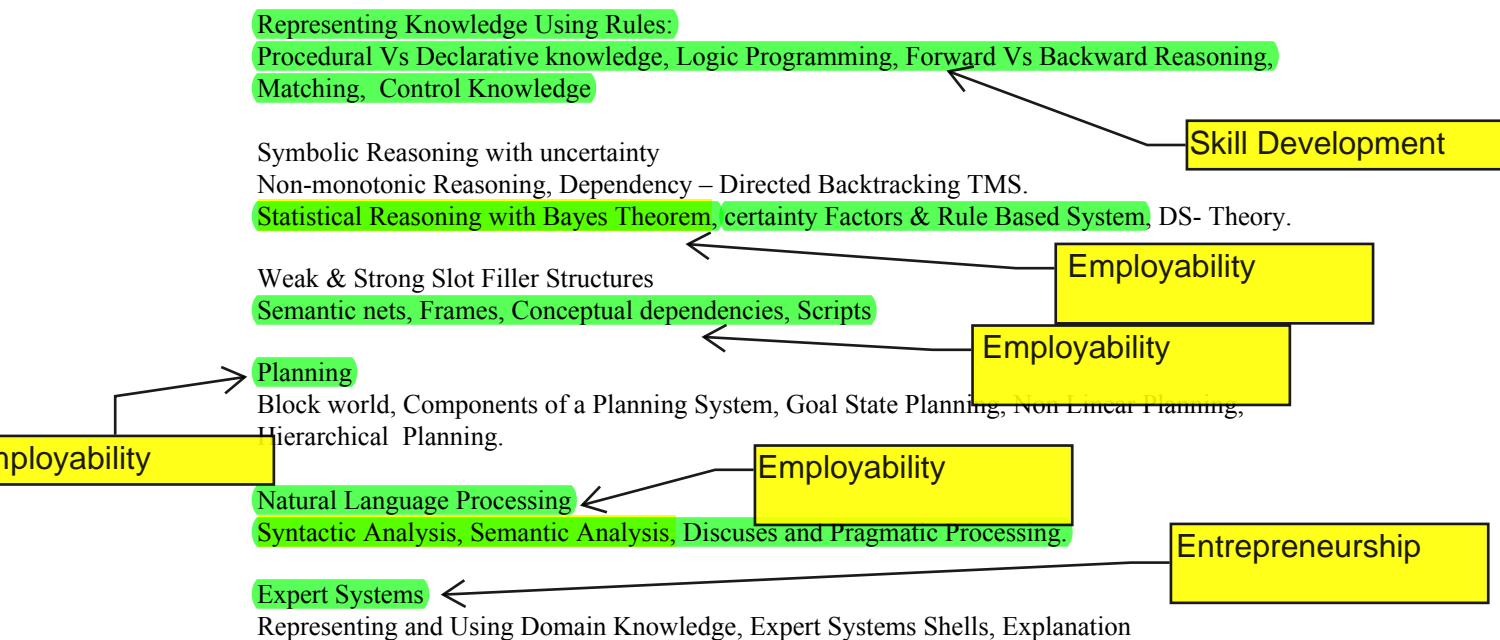 Representing Knowledge Using Rules:
Procedural Vs Declarative knowledge, Logic Programming, Forward Vs Backward Reasoning,
Matching, Control Knowledge
Skill Development
Symbolic Reasoning with uncertainty
Non-monotonic Reasoning, Dependency – Directed Backtracking TMS.
Statistical Reasoning with Bayes Theorem, certainty Factors & Rule Based System, DS- Theory.
Employability
Weak & Strong Slot Filler Structures
Semantic nets, Frames, Conceptual dependencies, Scripts
Employability
Planning
Block world, Components of a Planning System, Goal State Planning, Non Linear Planning,
Hierarchical Planning.
mployability
Employability
Natural Language Processing
Syntactic Analysis, Semantic Analysis, Discuses and Pragmatic Processing.
Entrepreneurship
Expert Systems
Representing and Using Domain Knowledge, Expert Systems Shells, Explanation